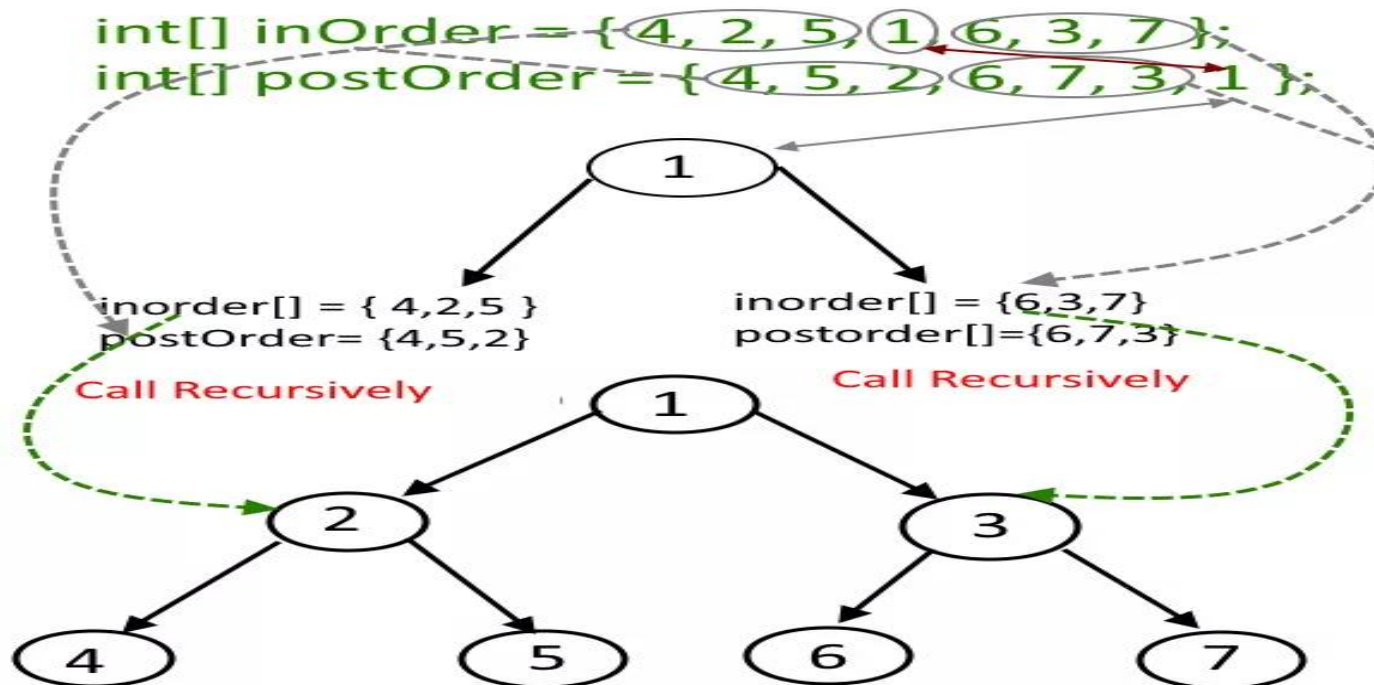 int[] inOrder = { 4, 2, 5, 1, 6, 3, 7 };
int[] postOrder = { 4, 5, 2, 6, 7, 3, 1 };
1
inorder[] = { 4,2,5 }
postOrder= {4,5,2}
inorder[] = {6,3,7}
postorder[]={6,7,3}
Call Recursively
Call Recursively
1
2
3
4
5
6
7